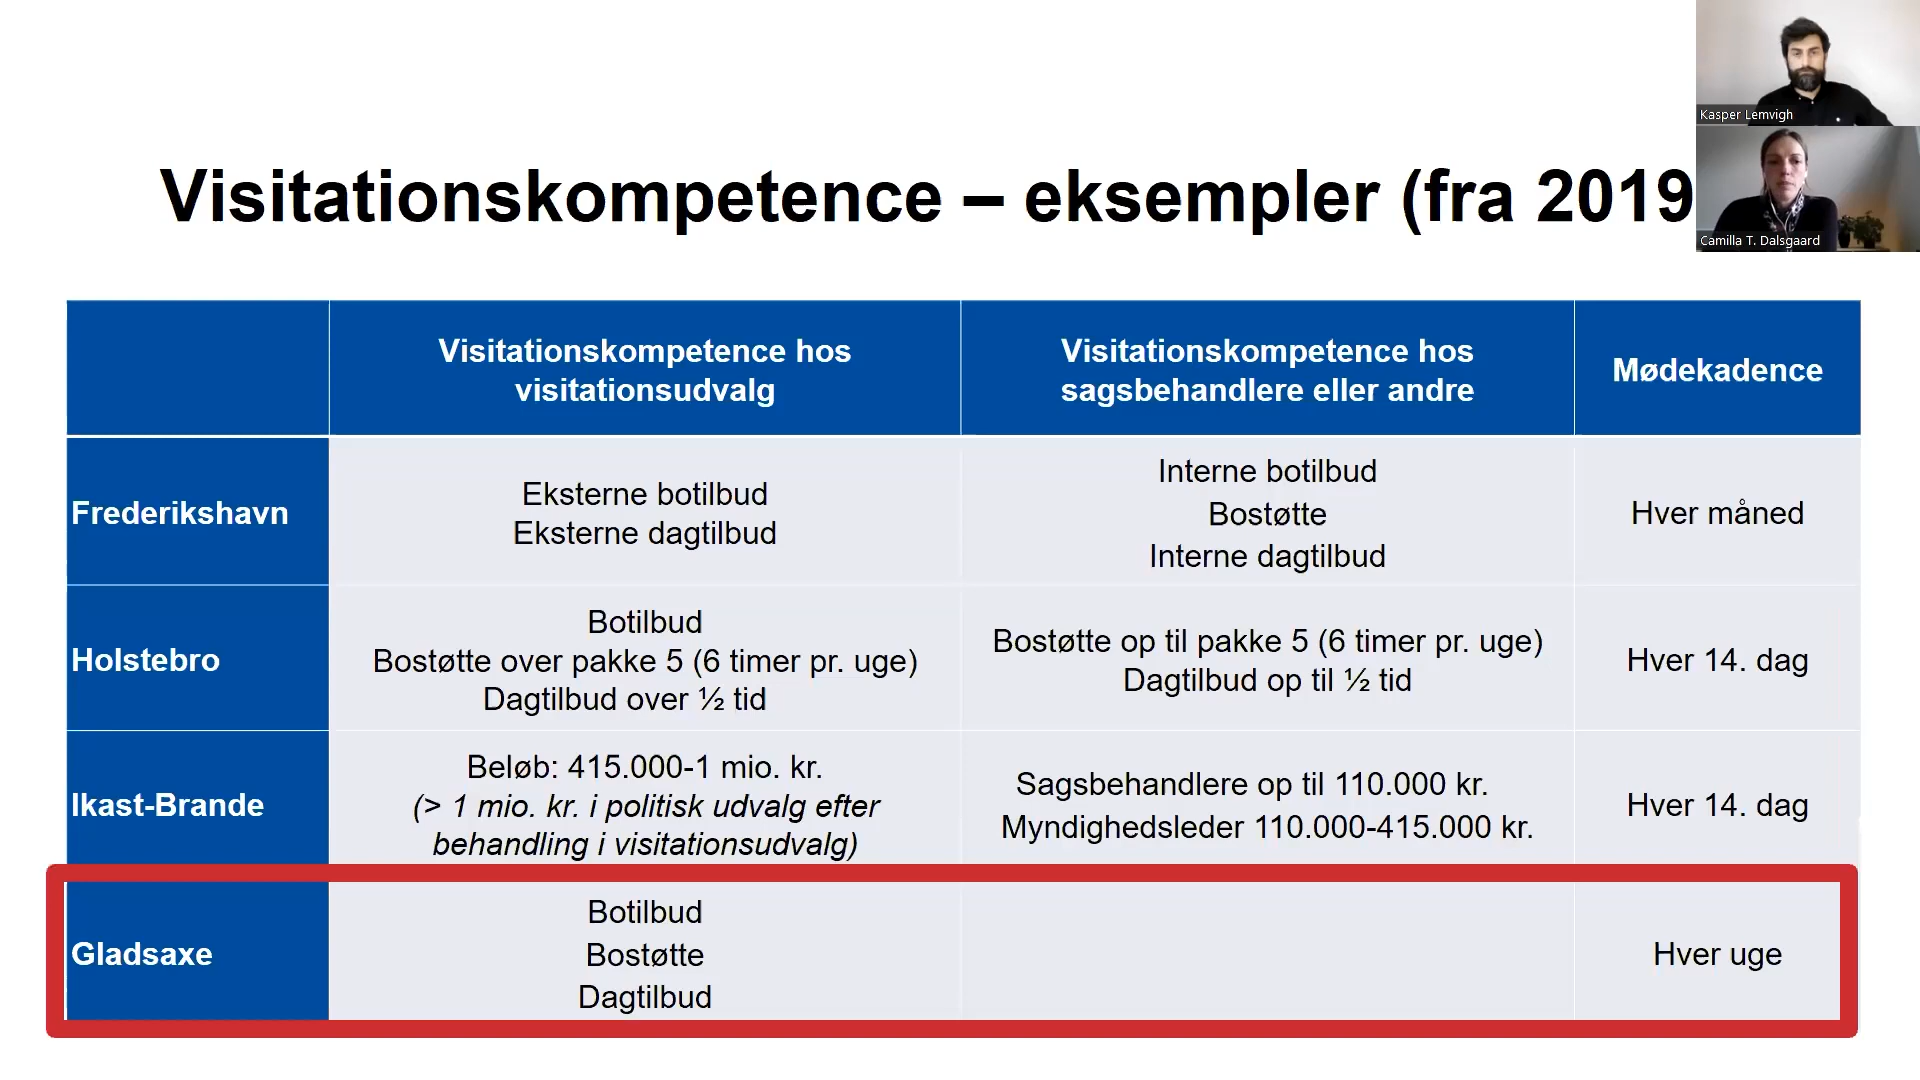 Kasper Lemvigh
Camilla T. Dalsgaard
Visitationskompetence – eksempler (fra 2019
Visitationskompetence hos
visitationsudvalg
Visitationskompetence hos
sagsbehandlere eller andre
Mødekadence
Frederikshavn
Eksterne botilbud
Eksterne dagtilbud
Interne botilbud
Bostøtte
Interne dagtilbud
Hver måned
Holstebro
Botilbud
Bostøtte over pakke 5 (6 timer pr. uge)
Dagtilbud over ½ tid
Bostøtte op til pakke 5 (6 timer pr. uge)
Dagtilbud op til ½ tid
Hver 14. dag
Ikast-Brande
Beløb: 415.000-1 mio. kr.
(> 1 mio. kr. i politisk udvalg efter
behandling i visitationsudvalg)
Sagsbehandlere op til 110.000 kr.
Myndighedsleder 110.000-415.000 kr.
Hver 14. dag
Gladsaxe
Botilbud
Bostøtte
Dagtilbud
Hver uge